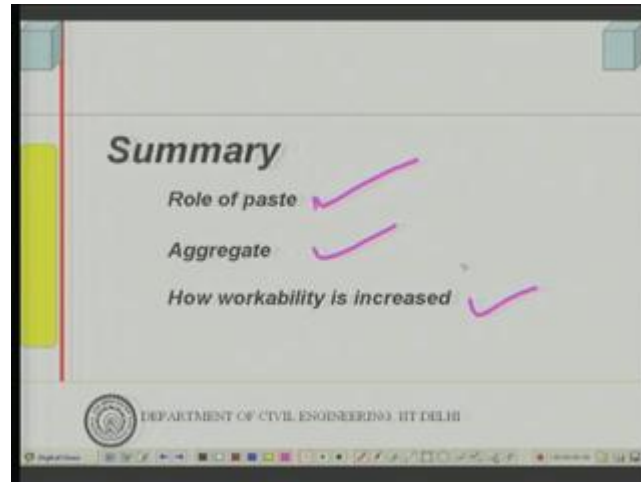 Summary
Role of paste
Aggregate
How workability is increased
DEPARTMENT OF CIVIL ENGINEERING, IIT DELHI